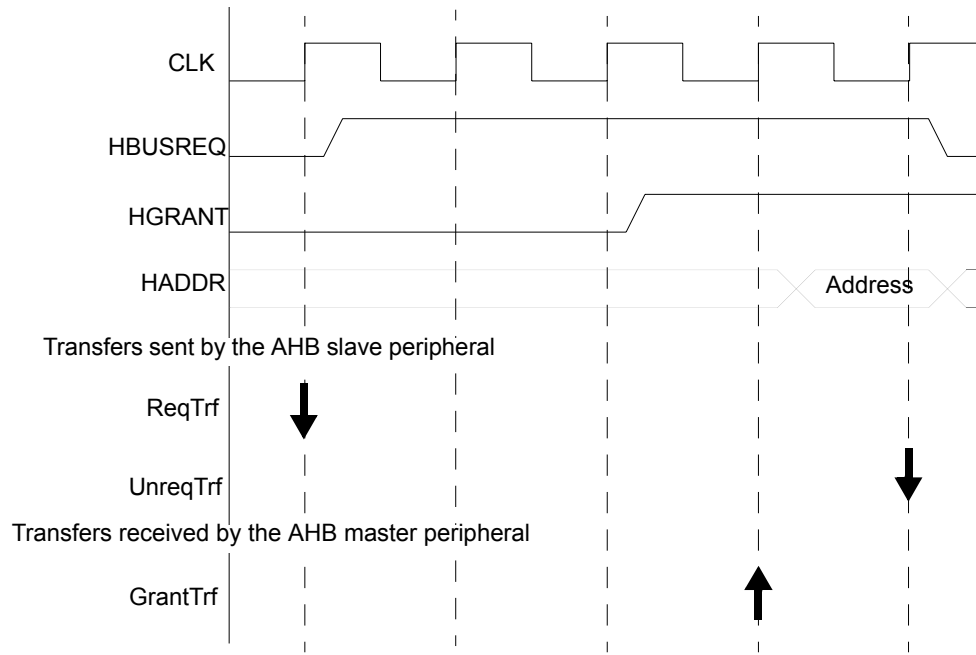 CLK
HBUSREQ
HGRANT
HADDR
Address
Transfers sent by the AHB slave peripheral
ReqTrf
UnreqTrf
Transfers received by the AHB master peripheral
GrantTrf